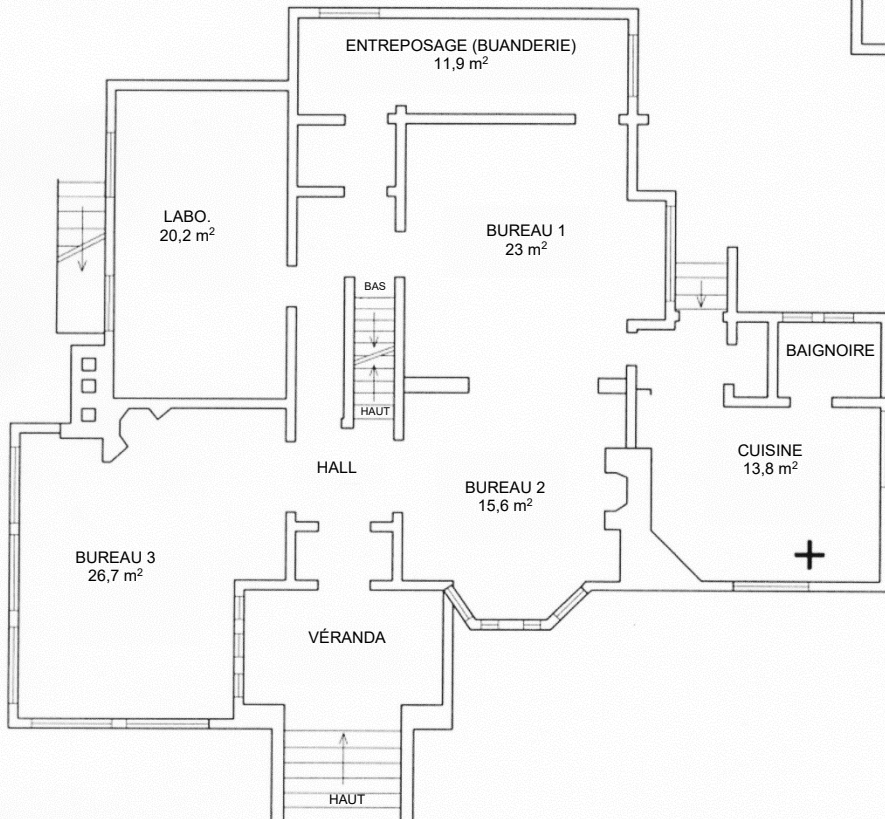 ENTREPOSAGE (BUANDERIE)
11,9 m²
LABO.
20,2 m²
BUREAU 1
23 m²
BAS
HAUT
BAIGNOIRE
HALL
CUISINE
13,8 m²
BUREAU 2
15,6 m²
BUREAU 3
26,7 m²
VÉRANDA
HAUT